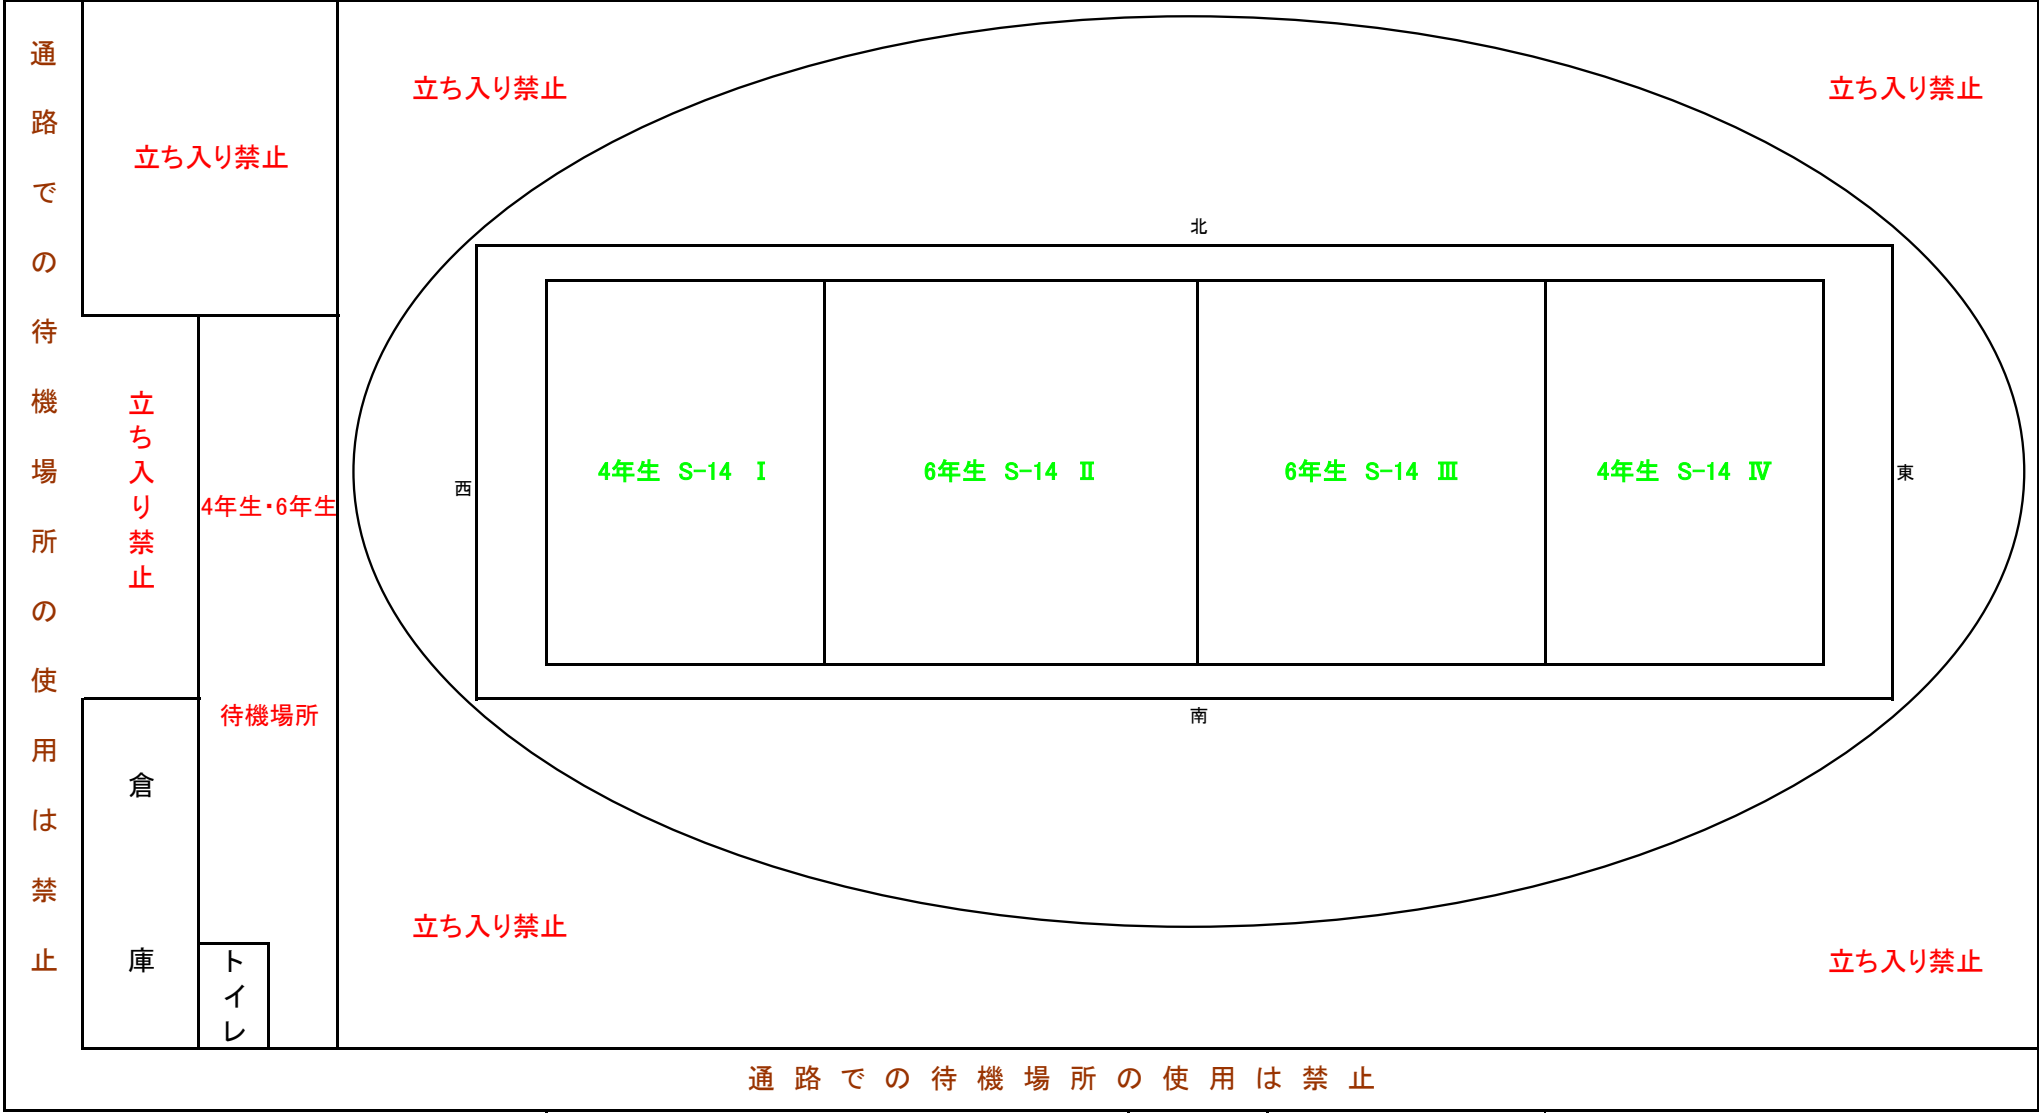 通路での待機場所の使用は禁止
立ち入り禁止
立ち入り禁止
立ち入り禁止
北
立ち入り禁止
4年生・6年生
待機場所
西
4年生 S-14 Ⅰ
6年生 S-14 Ⅱ
6年生 S-14 Ⅲ
4年生 S-14 Ⅳ
東
南
倉庫
トイレ
立ち入り禁止
立ち入り禁止
通路での待機場所の使用は禁止